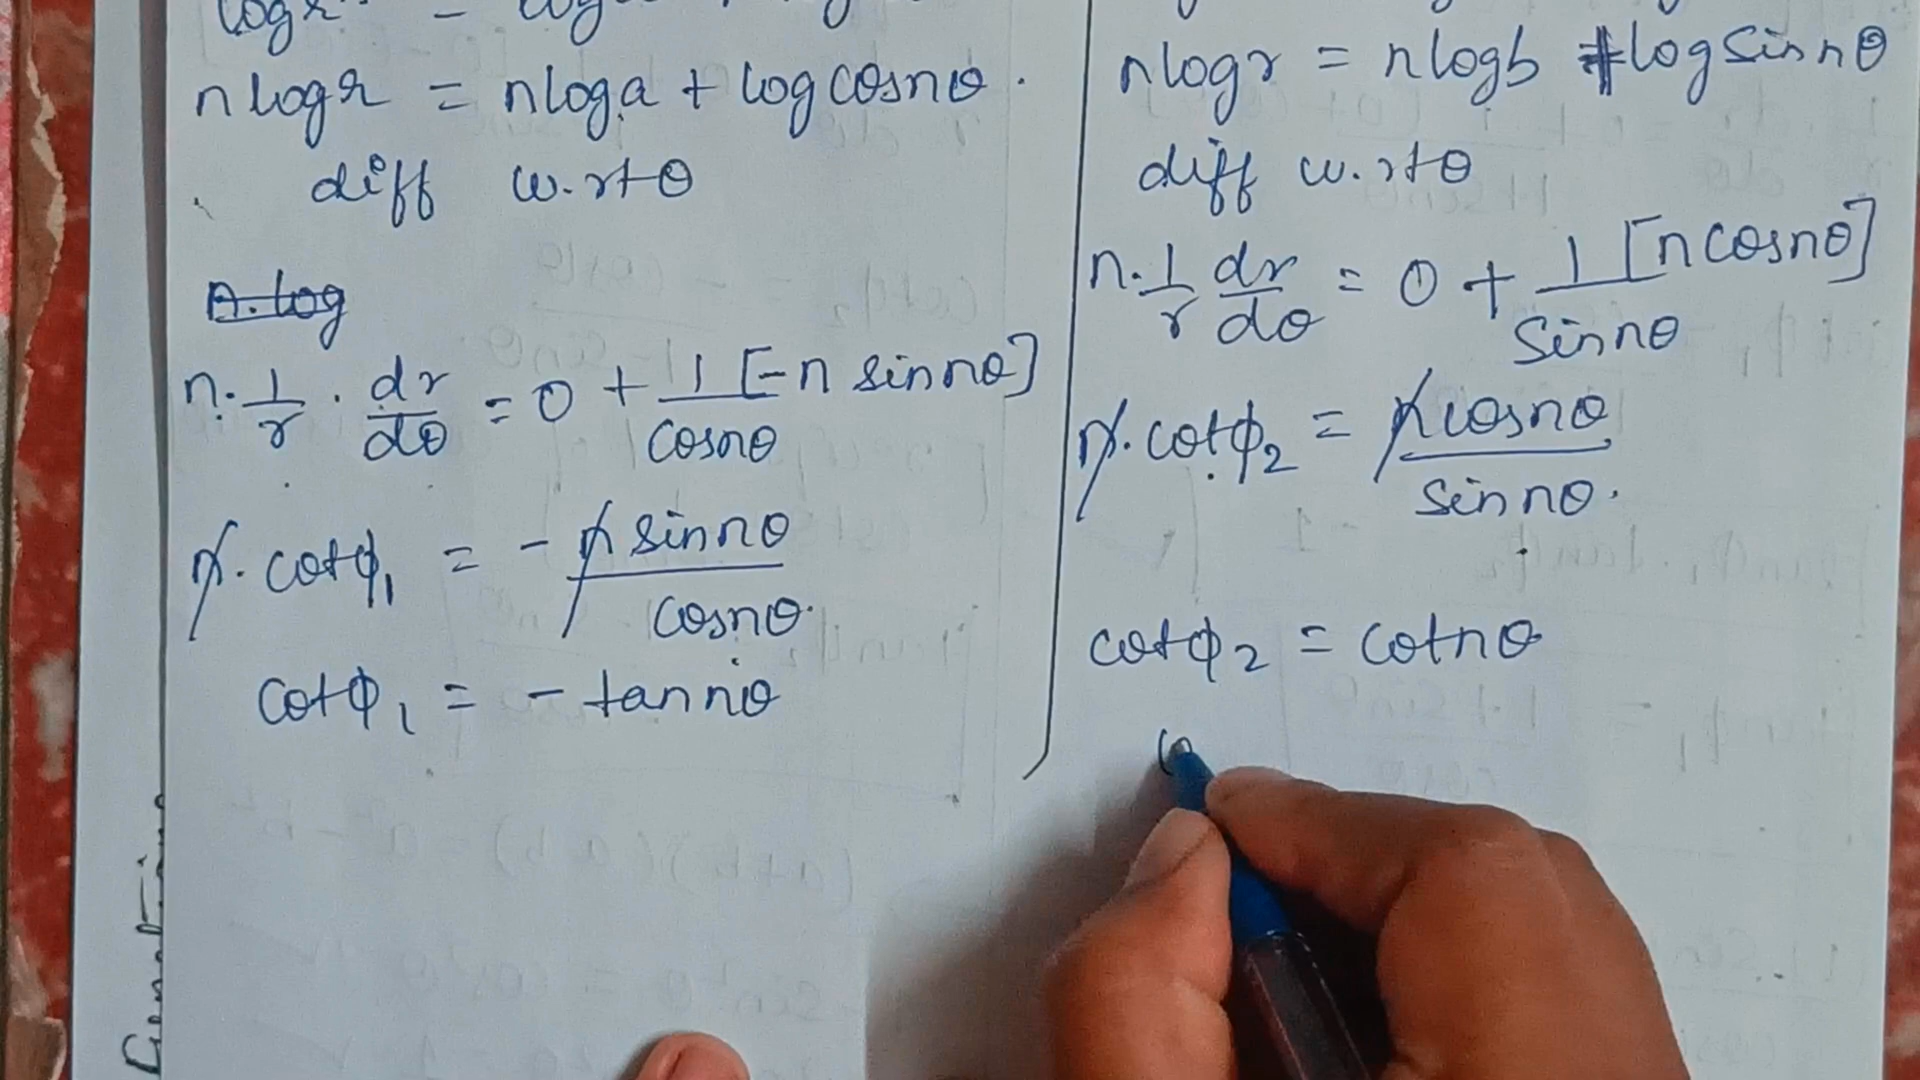 n log r = n log a + log cos nθ.
diff w.r.t θ
A. log
n. 1/r . dr/dθ = 0 + 1/cos nθ [-n sin nθ]
n. cot φ₁ = - n sin nθ / cos nθ.
cot φ₁ = - tan nθ
n log r = n log b + log sin nθ
diff w.r.t θ
n. 1/r dr/dθ = 0 + 1/sin nθ [n cos nθ]
n. cot φ₂ = n cos nθ / sin nθ.
cot φ₂ = cot nθ